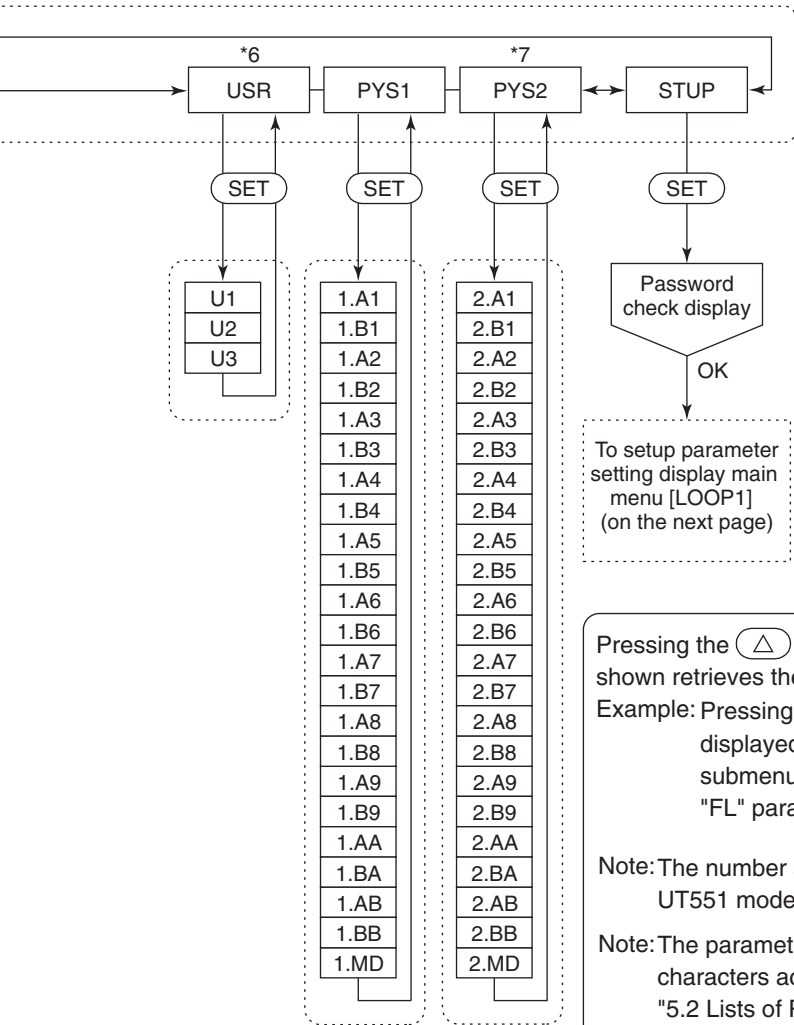 *6
*7
USR
PYS1
PYS2
STUP
SET
SET
SET
SET
U1
U2
U3
1.A1
1.B1
1.A2
1.B2
1.A3
1.B3
1.A4
1.B4
1.A5
1.B5
1.A6
1.B6
1.A7
1.B7
1.A8
1.B8
1.A9
1.B9
1.AA
1.BA
1.AB
1.BB
1.MD
2.A1
2.B1
2.A2
2.B2
2.A3
2.B3
2.A4
2.B4
2.A5
2.B5
2.A6
2.B6
2.A7
2.B7
2.A8
2.B8
2.A9
2.B9
2.AA
2.BA
2.AB
2.BB
2.MD
Password
check display
OK
To setup parameter
setting display main
menu [LOOP1]
(on the next page)
Pressing the △
shown retrieves the
Example: Pressing
displayed
submenu
"FL" para
Note: The number
UT551 mode
Note: The paramet
characters ac
"5.2 Lists of P